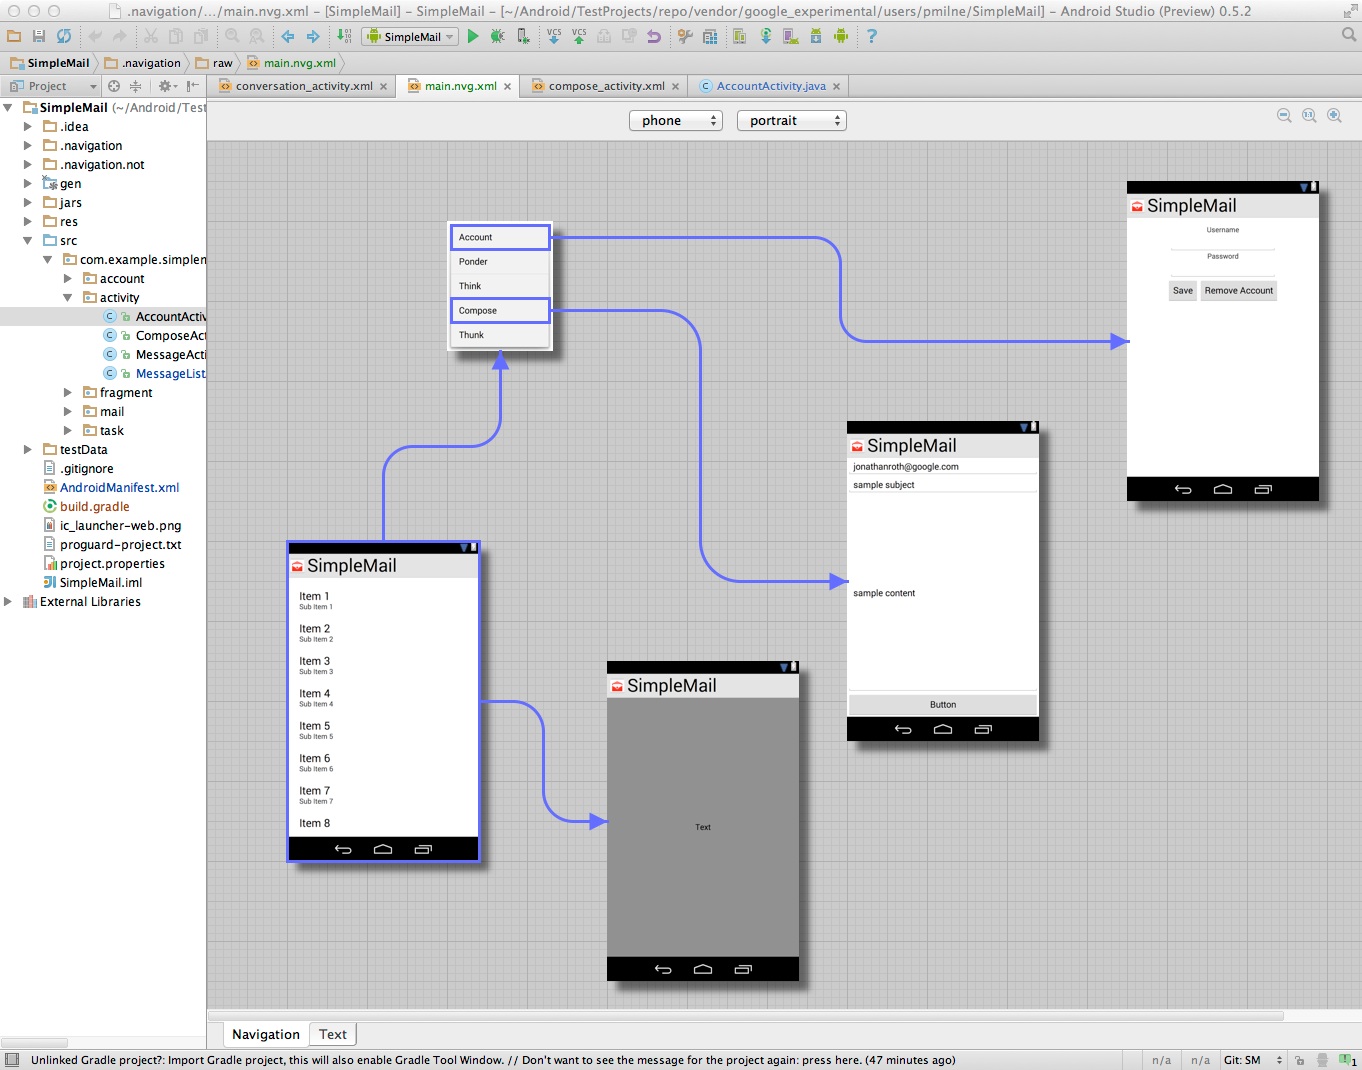 .navigation/.../main.nvg.xml - [SimpleMail] - SimpleMail - [~/Android/TestProjects/repo/vendor/google_experimental/users/pmilne/SimpleMail] - Android Studio (Preview) 0.5.2
SimpleMail
SimpleMail
.navigation
raw
main.nvg.xml
Project
conversation_activity.xml
main.nvg.xml
compose_activity.xml
AccountActivity.java
phone
portrait
SimpleMail (~/Android/Test
.idea
.navigation
.navigation.not
gen
jars
res
src
com.example.simplem
account
activity
AccountActiv
ComposeAct
MessageActi
MessageList
fragment
mail
task
testData
.gitignore
AndroidManifest.xml
build.gradle
ic_launcher-web.png
proguard-project.txt
project.properties
SimpleMail.iml
External Libraries
Account
Ponder
Think
Compose
Thunk
SimpleMail
Username
Password
Save
Remove Account
SimpleMail
jonathanroth@google.com
sample subject
sample content
Button
SimpleMail
Item 1
Sub Item 1
Item 2
Sub Item 2
Item 3
Sub Item 3
Item 4
Sub Item 4
Item 5
Sub Item 5
Item 6
Sub Item 6
Item 7
Sub Item 7
Item 8
SimpleMail
Text
Navigation
Text
Unlinked Gradle project?: Import Gradle project, this will also enable Gradle Tool Window. // Don't want to see the message for the project again: press here. (47 minutes ago)
n/a
n/a
Git: SM
1